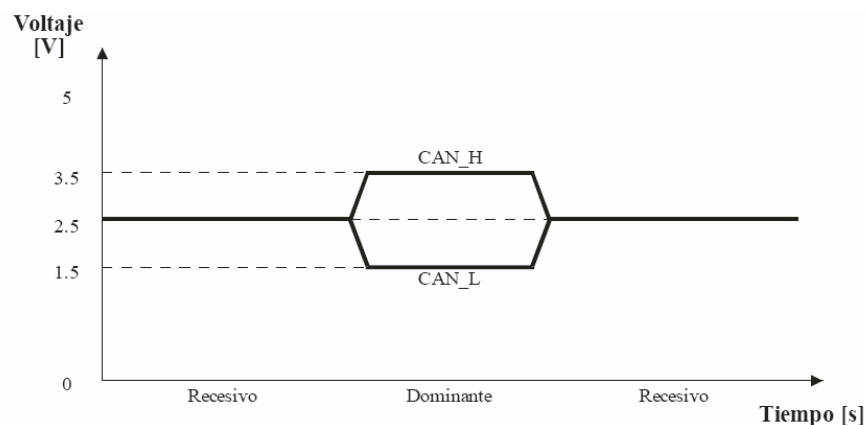 Voltaje
[V]
5
CAN_H
3.5
2.5
1.5
CAN_L
0
Recesivo Dominante Recesivo
Tiempo [s]